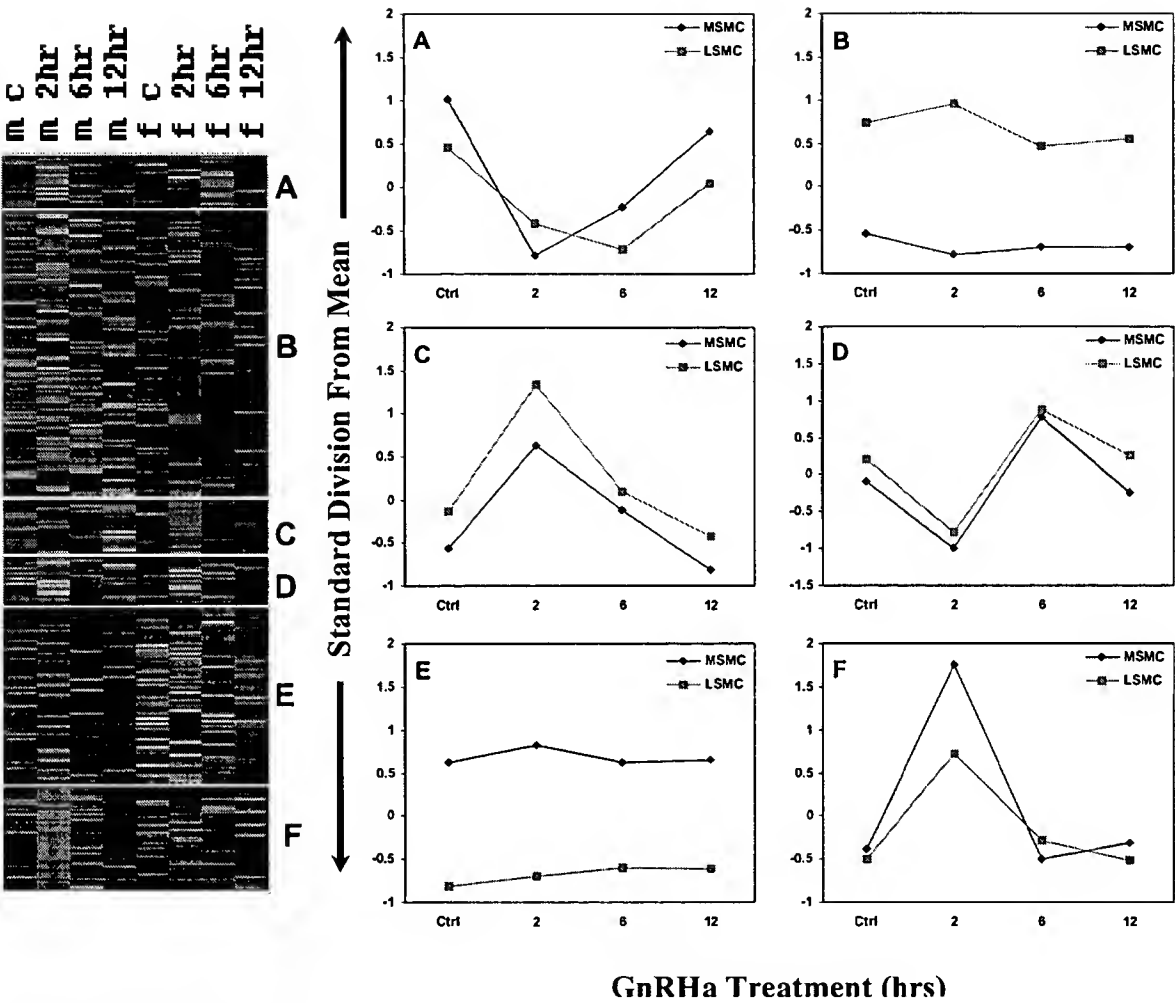 m c
m 2hr
m 6hr
m 12hr
f c
f 2hr
f 6hr
f 12hr
A
B
C
D
E
F
Standard Division From Mean
A
MSMC
LSMC
2
1.5
1
0.5
0
-0.5
-1
Ctrl 2 6 12
B
MSMC
LSMC
2
1.5
1
0.5
0
-0.5
-1
Ctrl 2 6 12
C
MSMC
LSMC
2
1.5
1
0.5
0
-0.5
-1
Ctrl 2 6 12
D
MSMC
LSMC
2
1.5
1
0.5
0
-0.5
-1
-1.5
Ctrl 2 6 12
E
MSMC
LSMC
2
1.5
1
0.5
0
-0.5
-1
Ctrl 2 6 12
F
MSMC
LSMC
2
1.5
1
0.5
0
-0.5
-1
Ctrl 2 6 12
GnRHa Treatment (hrs)